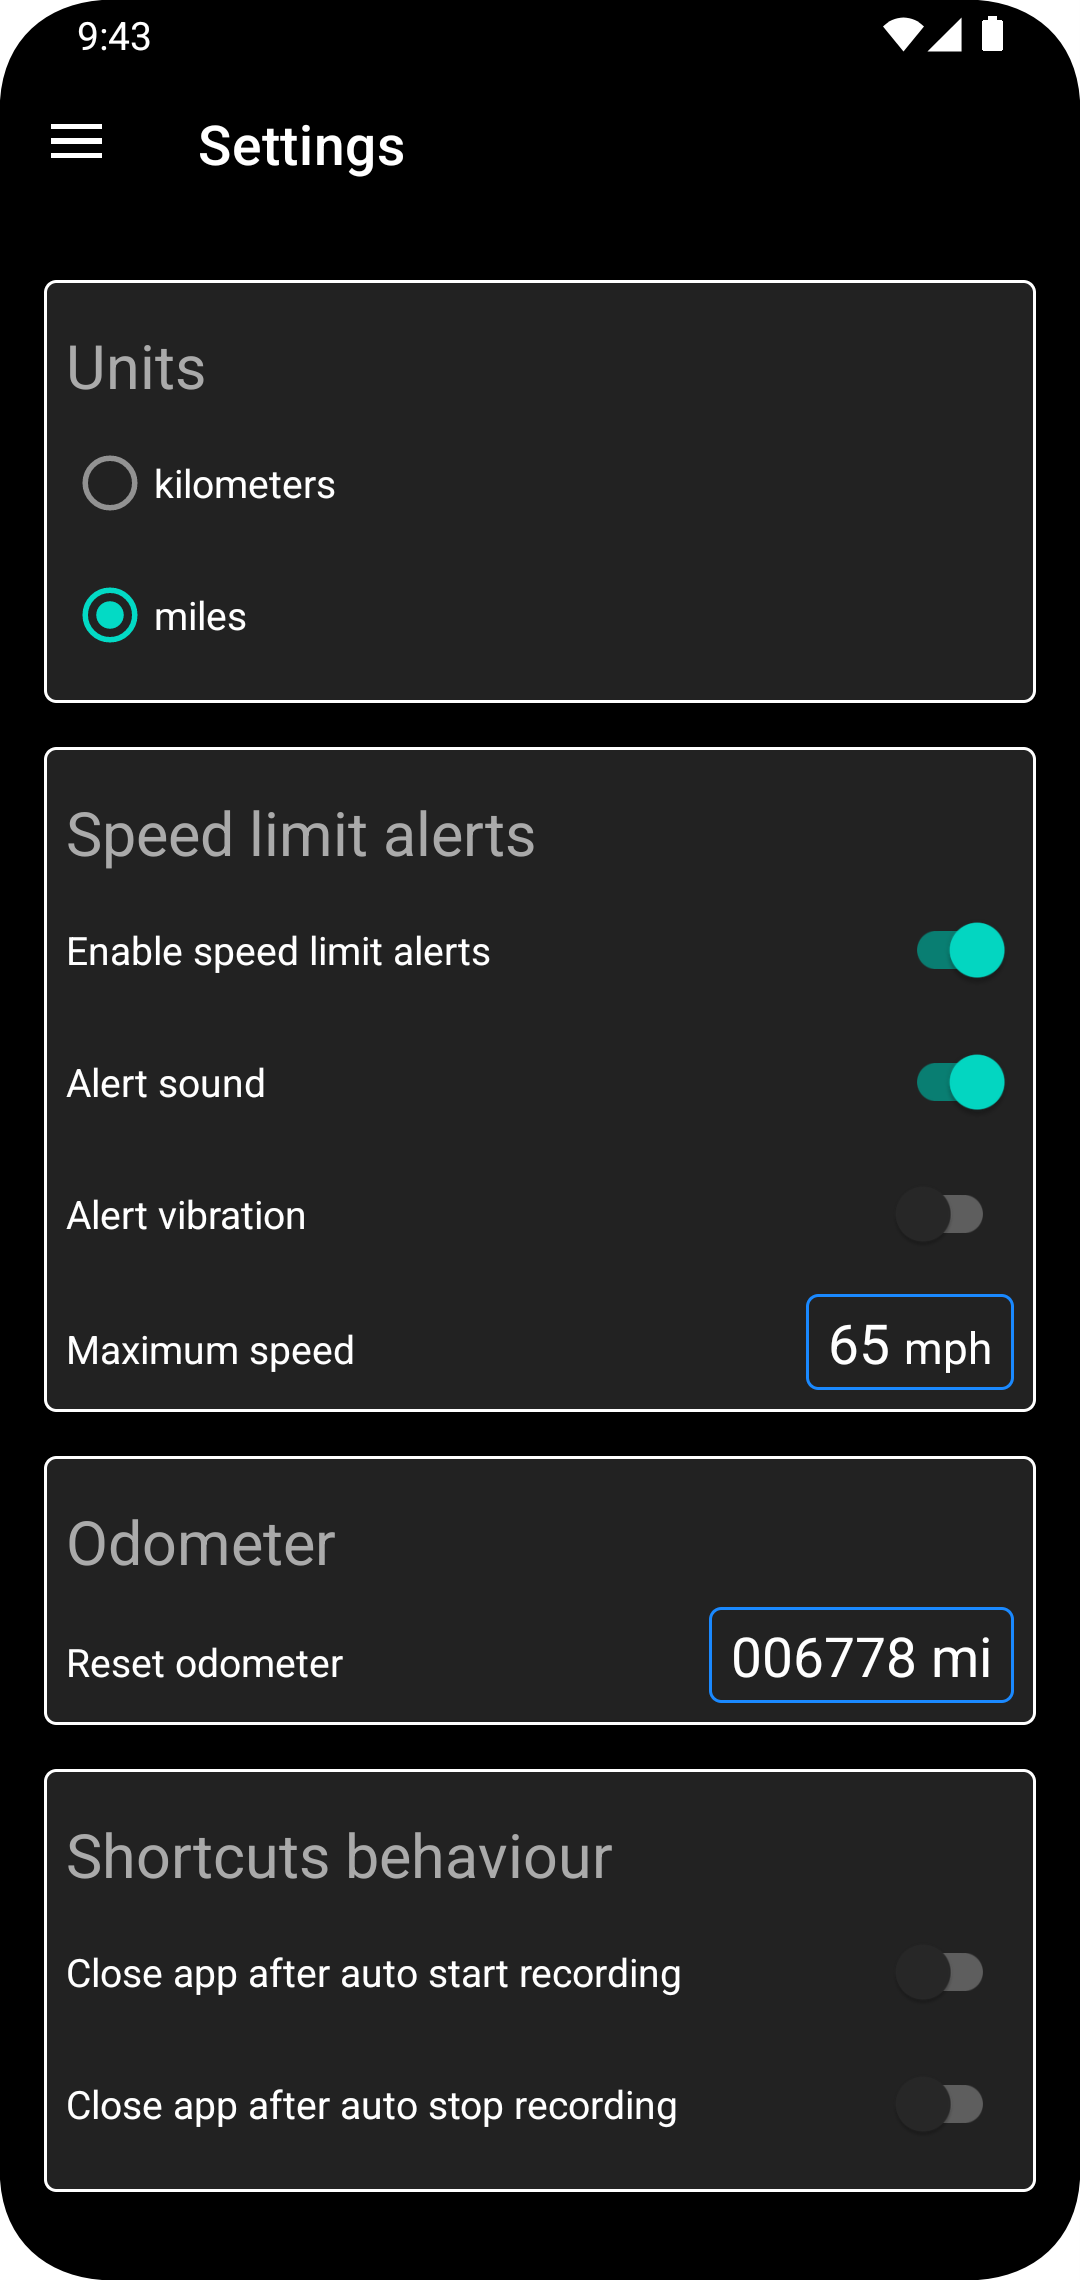 9:43
Settings
Units
kilometers
miles
Speed limit alerts
Enable speed limit alerts
Alert sound
Alert vibration
Maximum speed 65 mph
Odometer
Reset odometer 006778 mi
Shortcuts behaviour
Close app after auto start recording
Close app after auto stop recording